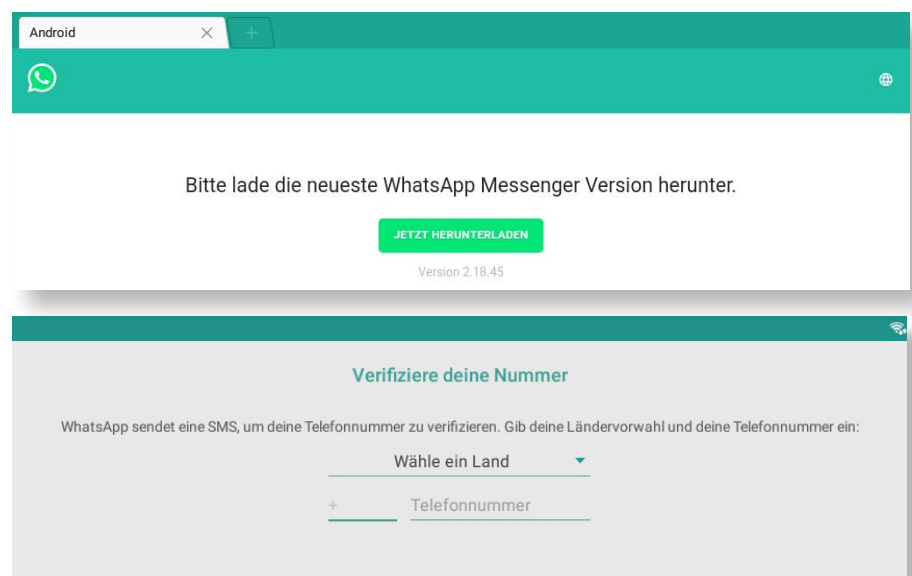 Android
Bitte lade die neueste WhatsApp Messenger Version herunter.
JETZT HERUNTERLADEN
Version 2.18.45
Verifiziere deine Nummer
WhatsApp sendet eine SMS, um deine Telefonnummer zu verifizieren. Gib deine Ländervorwahl und deine Telefonnummer ein:
Wähle ein Land
+ Telefonnummer